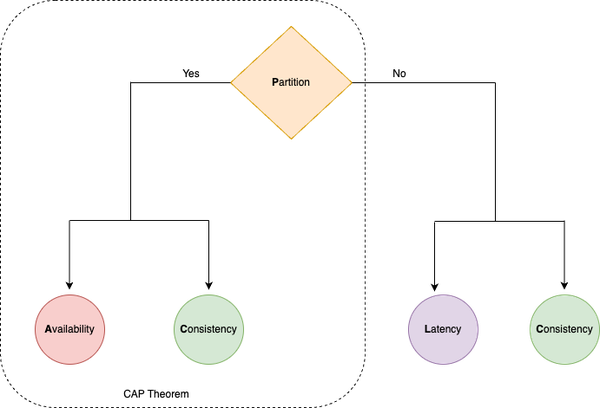 Yes
Partition
No
Availability
Consistency
Latency
Consistency
CAP Theorem